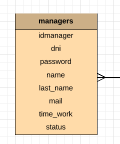 managers
idmanager
dni
password
name
last_name
mail
time_work
status